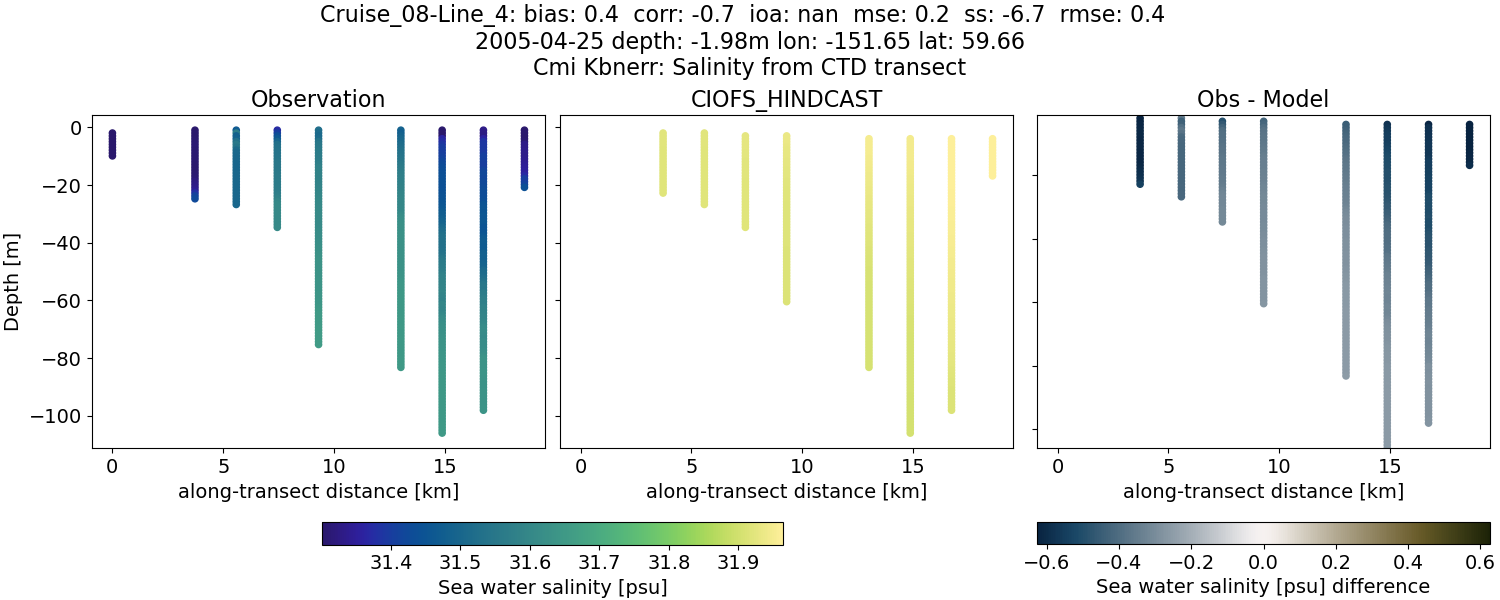 Cruise_08-Line_4: bias: 0.4  corr: -0.7  ioa: nan  mse: 0.2  ss: -6.7  rmse: 0.4
2005-04-25 depth: -1.98m lon: -151.65 lat: 59.66
Cmi Kbnerr: Salinity from CTD transect
Observation
CIOFS_HINDCAST
Obs - Model
Depth [m]
0
−20
−40
−60
−80
−100
0 5 10 15
0 5 10 15
0 5 10 15
along-transect distance [km]
along-transect distance [km]
along-transect distance [km]
31.4 31.5 31.6 31.7 31.8 31.9
Sea water salinity [psu]
−0.6 −0.4 −0.2 0.0 0.2 0.4 0.6
Sea water salinity [psu] difference